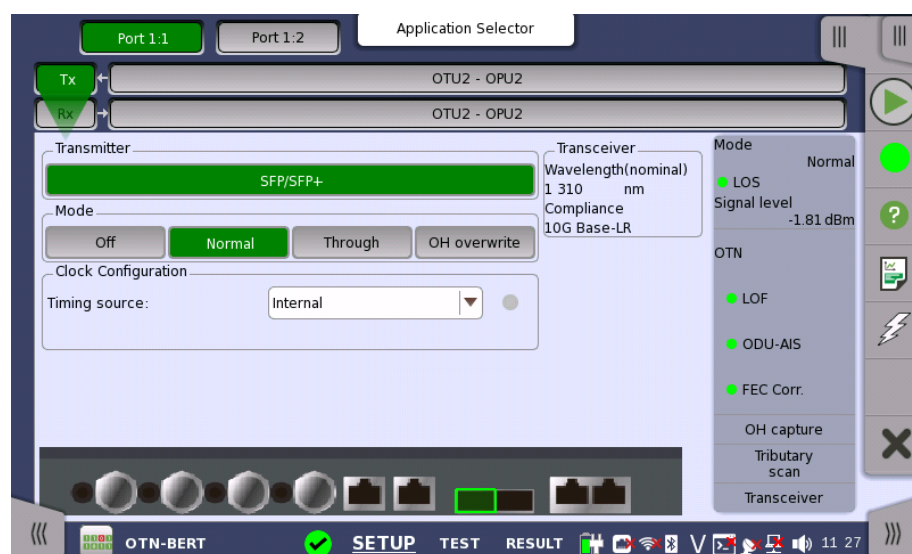 Port 1:1
Port 1:2
Application Selector
Tx
OTU2 - OPU2
Rx
OTU2 - OPU2
Transmitter
SFP/SFP+
Mode
Off
Normal
Through
OH overwrite
Clock Configuration
Timing source:
Internal
Transceiver
Wavelength(nominal)
1 310 nm
Compliance
10G Base-LR
Mode
Normal
LOS
Signal level
-1.81 dBm
OTN
LOF
ODU-AIS
FEC Corr.
OH capture
Tributary
scan
Transceiver
OTN-BERT
SETUP
TEST
RESULT
V
11 27